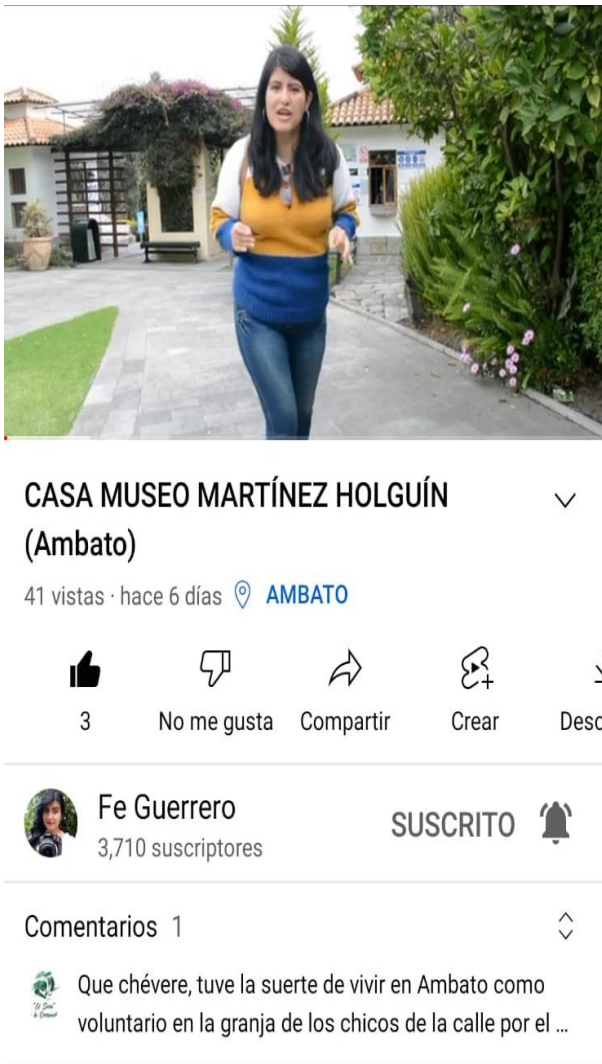 CASA MUSEO MARTÍNEZ HOLGUÍN
(Ambato)
41 vistas · hace 6 días AMBATO
3 No me gusta Compartir Crear Desc
Fe Guerrero
SUSCRITO
3,710 suscriptores
Comentarios 1
Que chévere, tuve la suerte de vivir en Ambato como
voluntario en la granja de los chicos de la calle por el ...